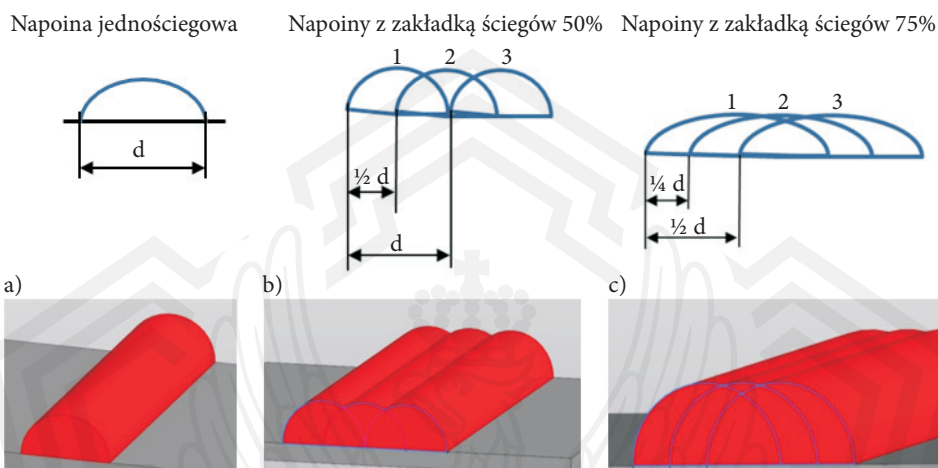 Napoina jednościegowa
Napoiny z zakładką ściegów 50%
Napoiny z zakładką ściegów 75%
d
1 2 3
½ d
d
1 2 3
¼ d
½ d
a)
b)
c)